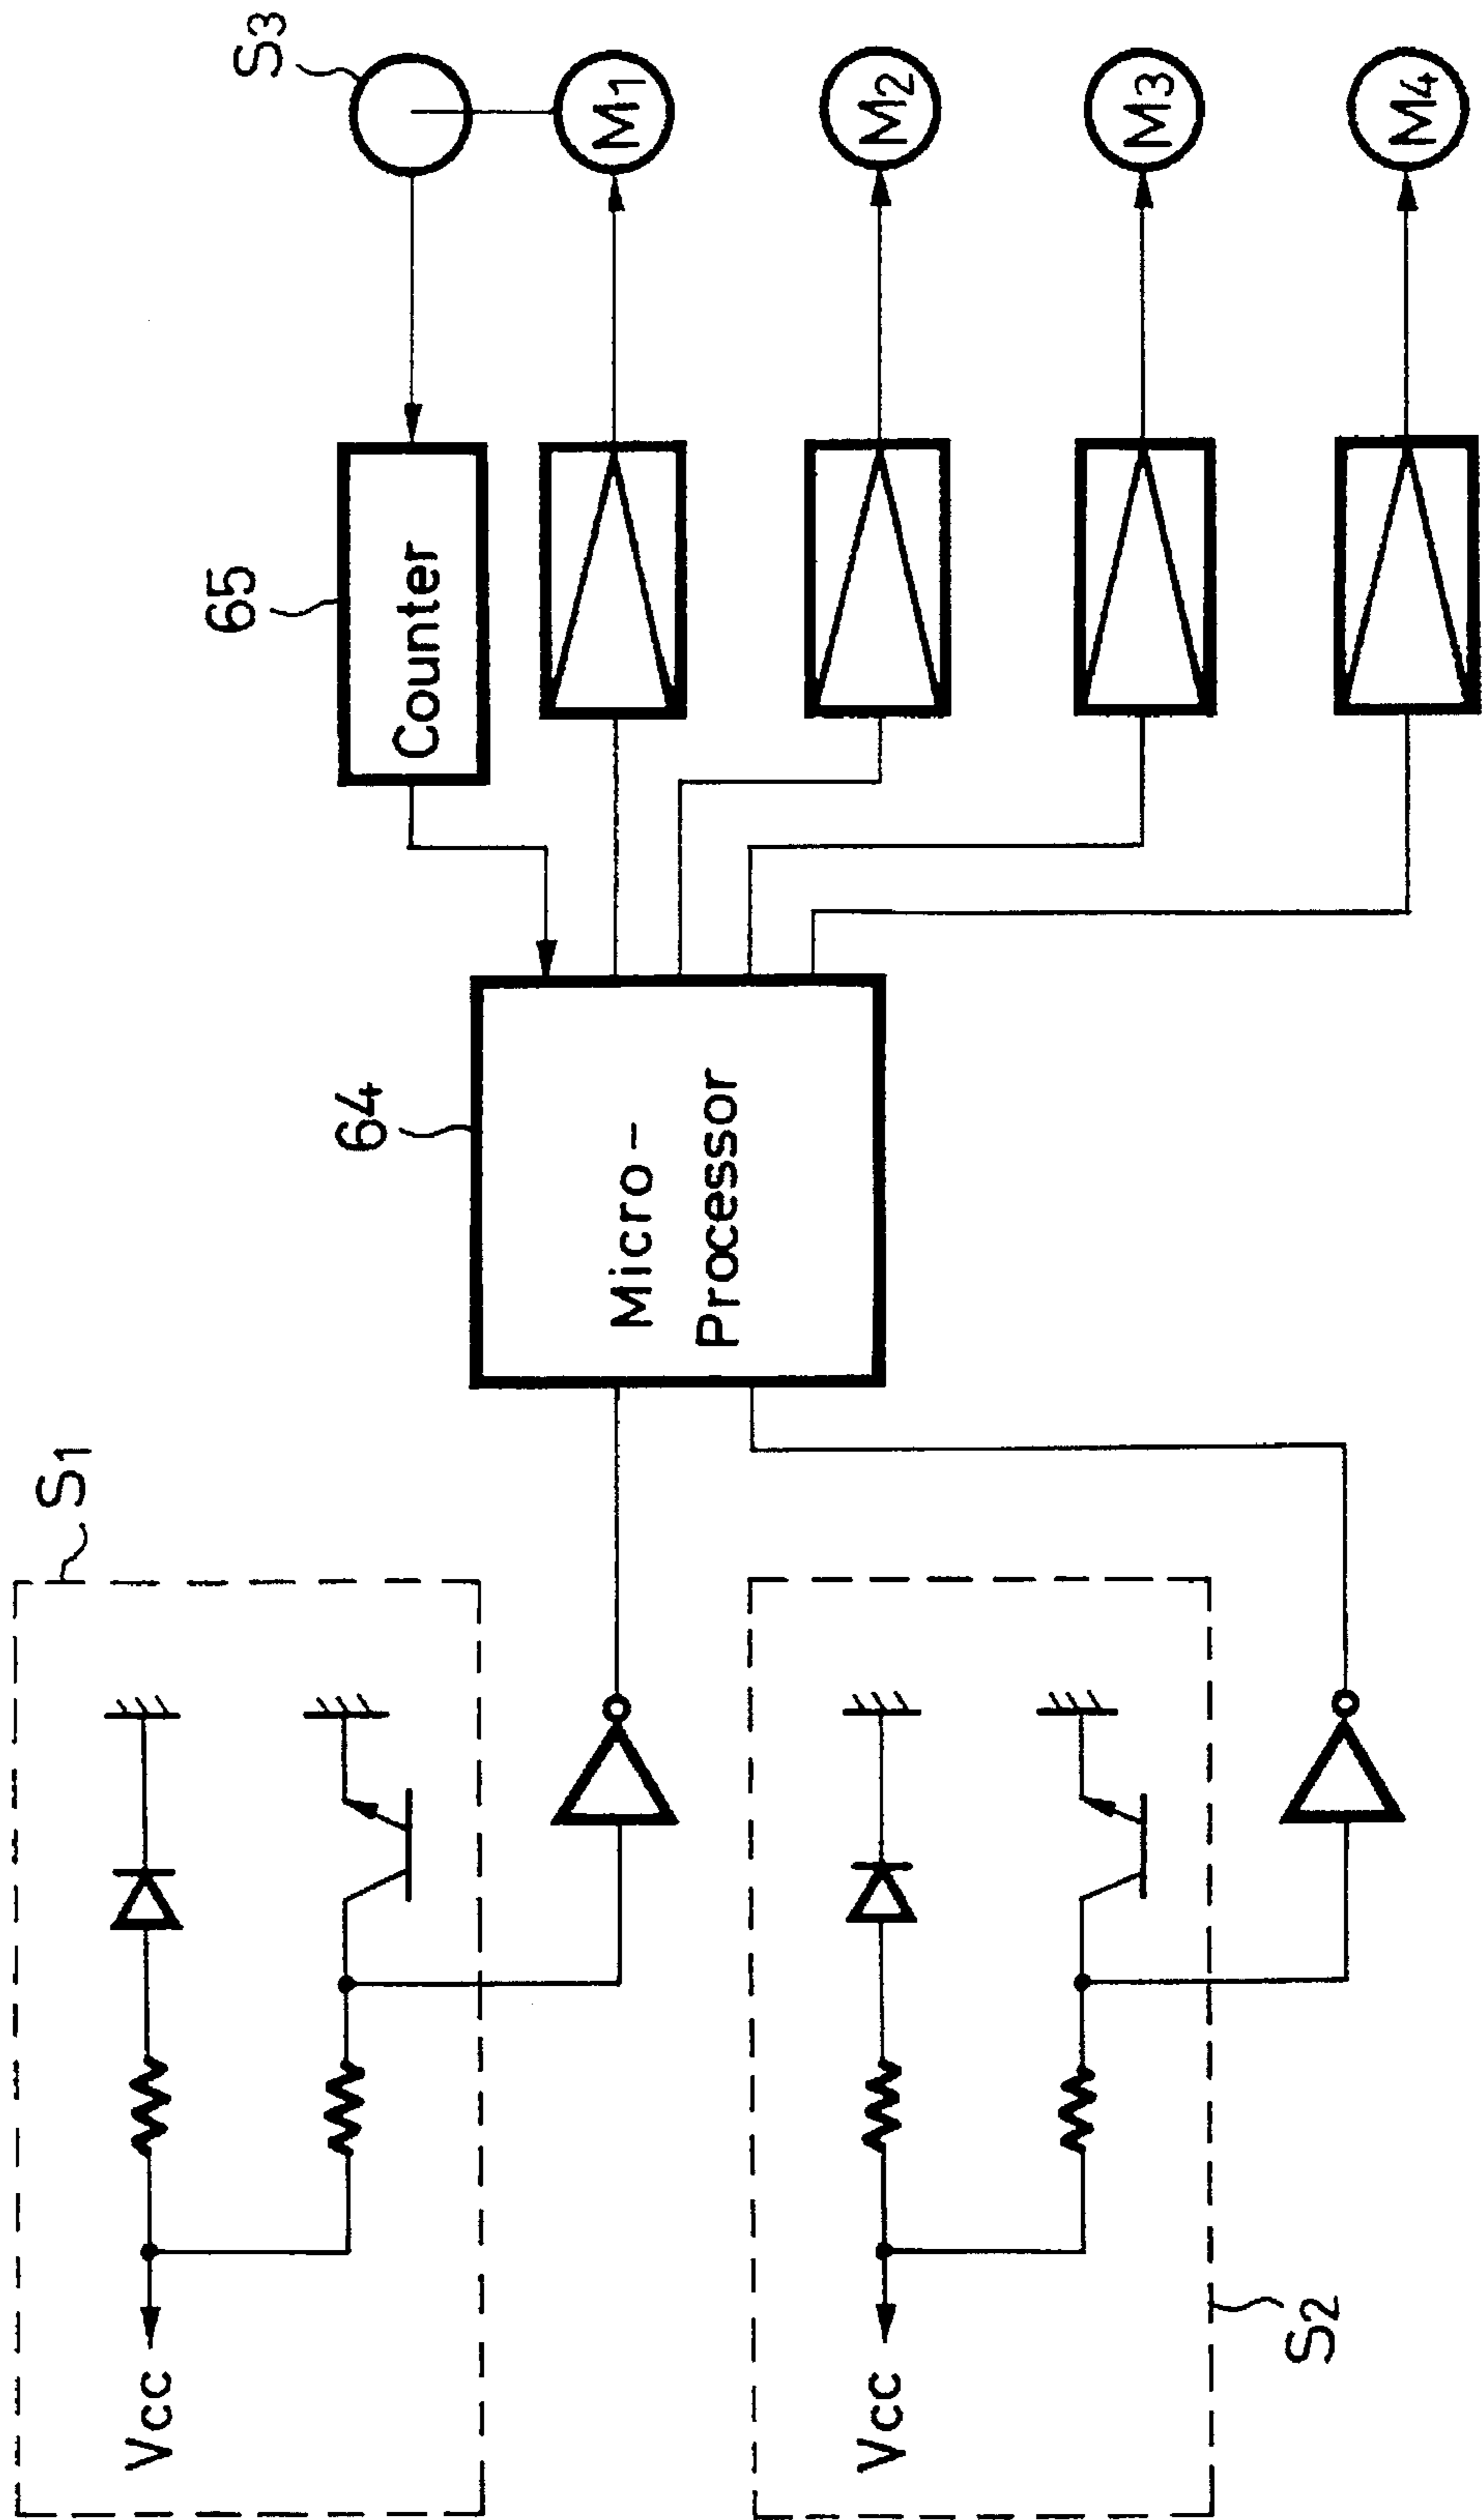 S1
Vcc
S2
Vcc
64
Micro-
Processor
65
Counter
S3
M1
M2
M3
M4